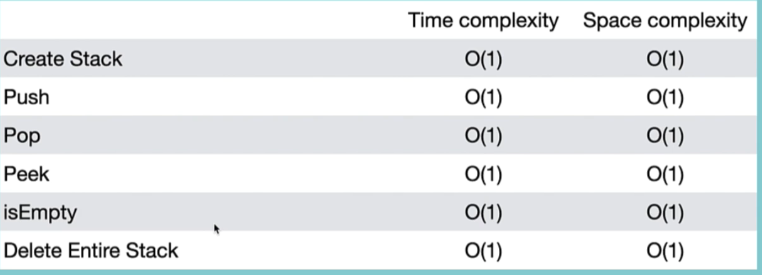 Time complexity Space complexity
Create Stack O(1) O(1)
Push O(1) O(1)
Pop O(1) O(1)
Peek O(1) O(1)
isEmpty O(1) O(1)
Delete Entire Stack O(1) O(1)